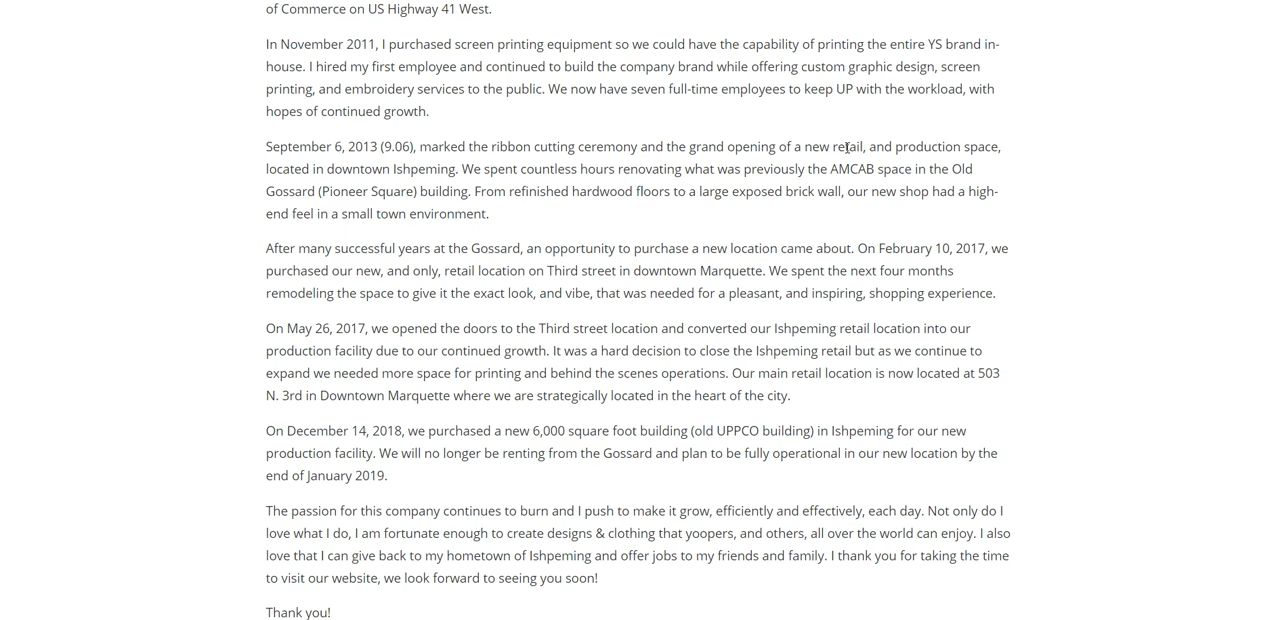 of Commerce on US Highway 41 West.
In November 2011, I purchased screen printing equipment so we could have the capability of printing the entire YS brand in-
house. I hired my first employee and continued to build the company brand while offering custom graphic design, screen
printing, and embroidery services to the public. We now have seven full-time employees to keep UP with the workload, with
hopes of continued growth.
September 6, 2013 (9.06), marked the ribbon cutting ceremony and the grand opening of a new retail, and production space,
located in downtown Ishpeming. We spent countless hours renovating what was previously the AMCAB space in the Old
Gossard (Pioneer Square) building. From refinished hardwood floors to a large exposed brick wall, our new shop had a high-
end feel in a small town environment.
After many successful years at the Gossard, an opportunity to purchase a new location came about. On February 10, 2017, we
purchased our new, and only, retail location on Third street in downtown Marquette. We spent the next four months
remodeling the space to give it the exact look, and vibe, that was needed for a pleasant, and inspiring, shopping experience.
On May 26, 2017, we opened the doors to the Third street location and converted our Ishpeming retail location into our
production facility due to our continued growth. It was a hard decision to close the Ishpeming retail but as we continue to
expand we needed more space for printing and behind the scenes operations. Our main retail location is now located at 503
N. 3rd in Downtown Marquette where we are strategically located in the heart of the city.
On December 14, 2018, we purchased a new 6,000 square foot building (old UPPCO building) in Ishpeming for our new
production facility. We will no longer be renting from the Gossard and plan to be fully operational in our new location by the
end of January 2019.
The passion for this company continues to burn and I push to make it grow, efficiently and effectively, each day. Not only do I
love what I do, I am fortunate enough to create designs & clothing that yoopers, and others, all over the world can enjoy. I also
love that I can give back to my hometown of Ishpeming and offer jobs to my friends and family. I thank you for taking the time
to visit our website, we look forward to seeing you soon!
Thank you!